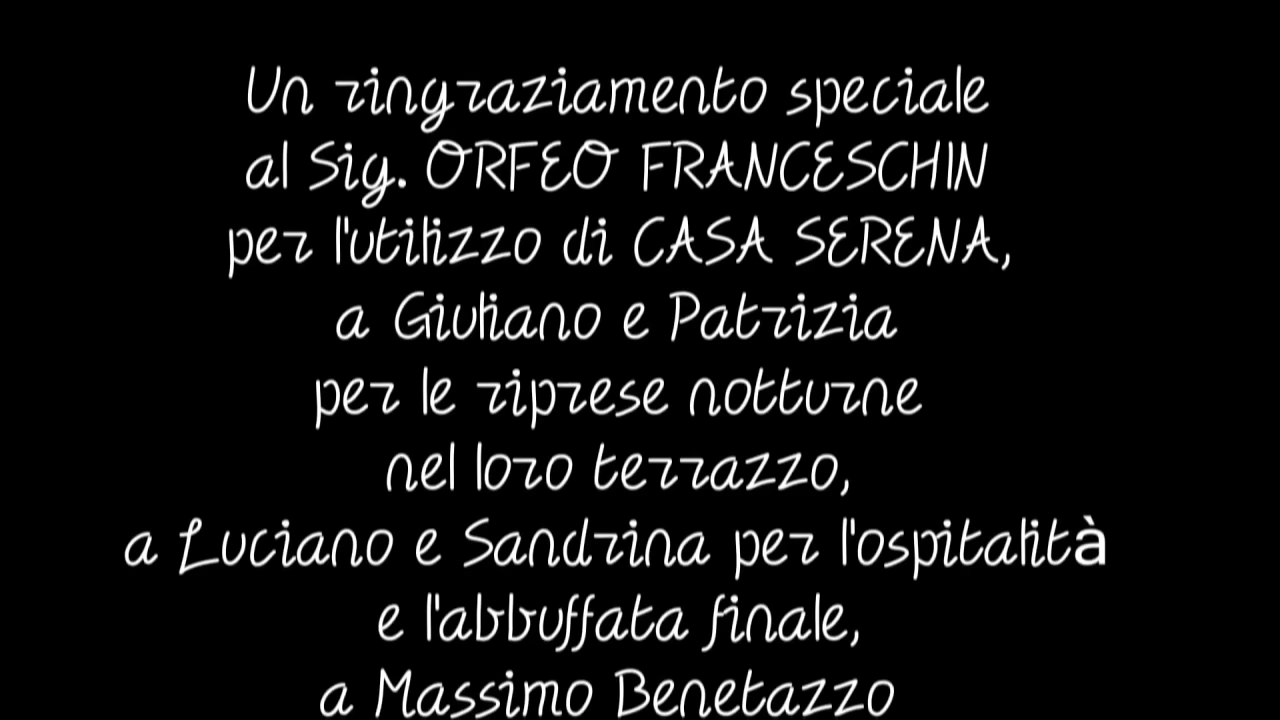 Un ringraziamento speciale
al Sig. ORFEO FRANCESCHIN
per l'utilizzo di CASA SERENA,
a Giuliano e Patrizia
per le riprese notturne
nel loro terrazzo,
a Luciano e Sandrina per l'ospitalità
e l'abbuffata finale,
a Massimo Benetazzo